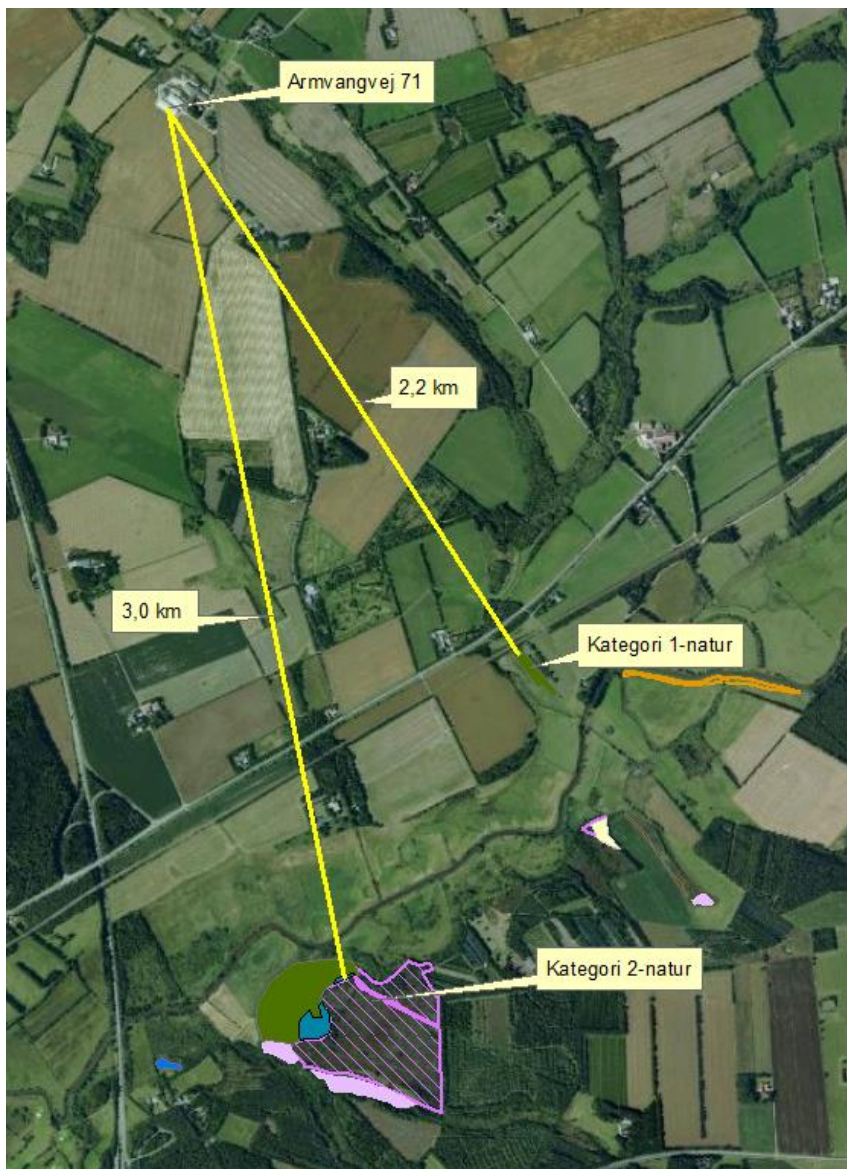 Armvangvej 71
2,2 km
3,0 km
Kategori 1-natur
Kategori 2-natur